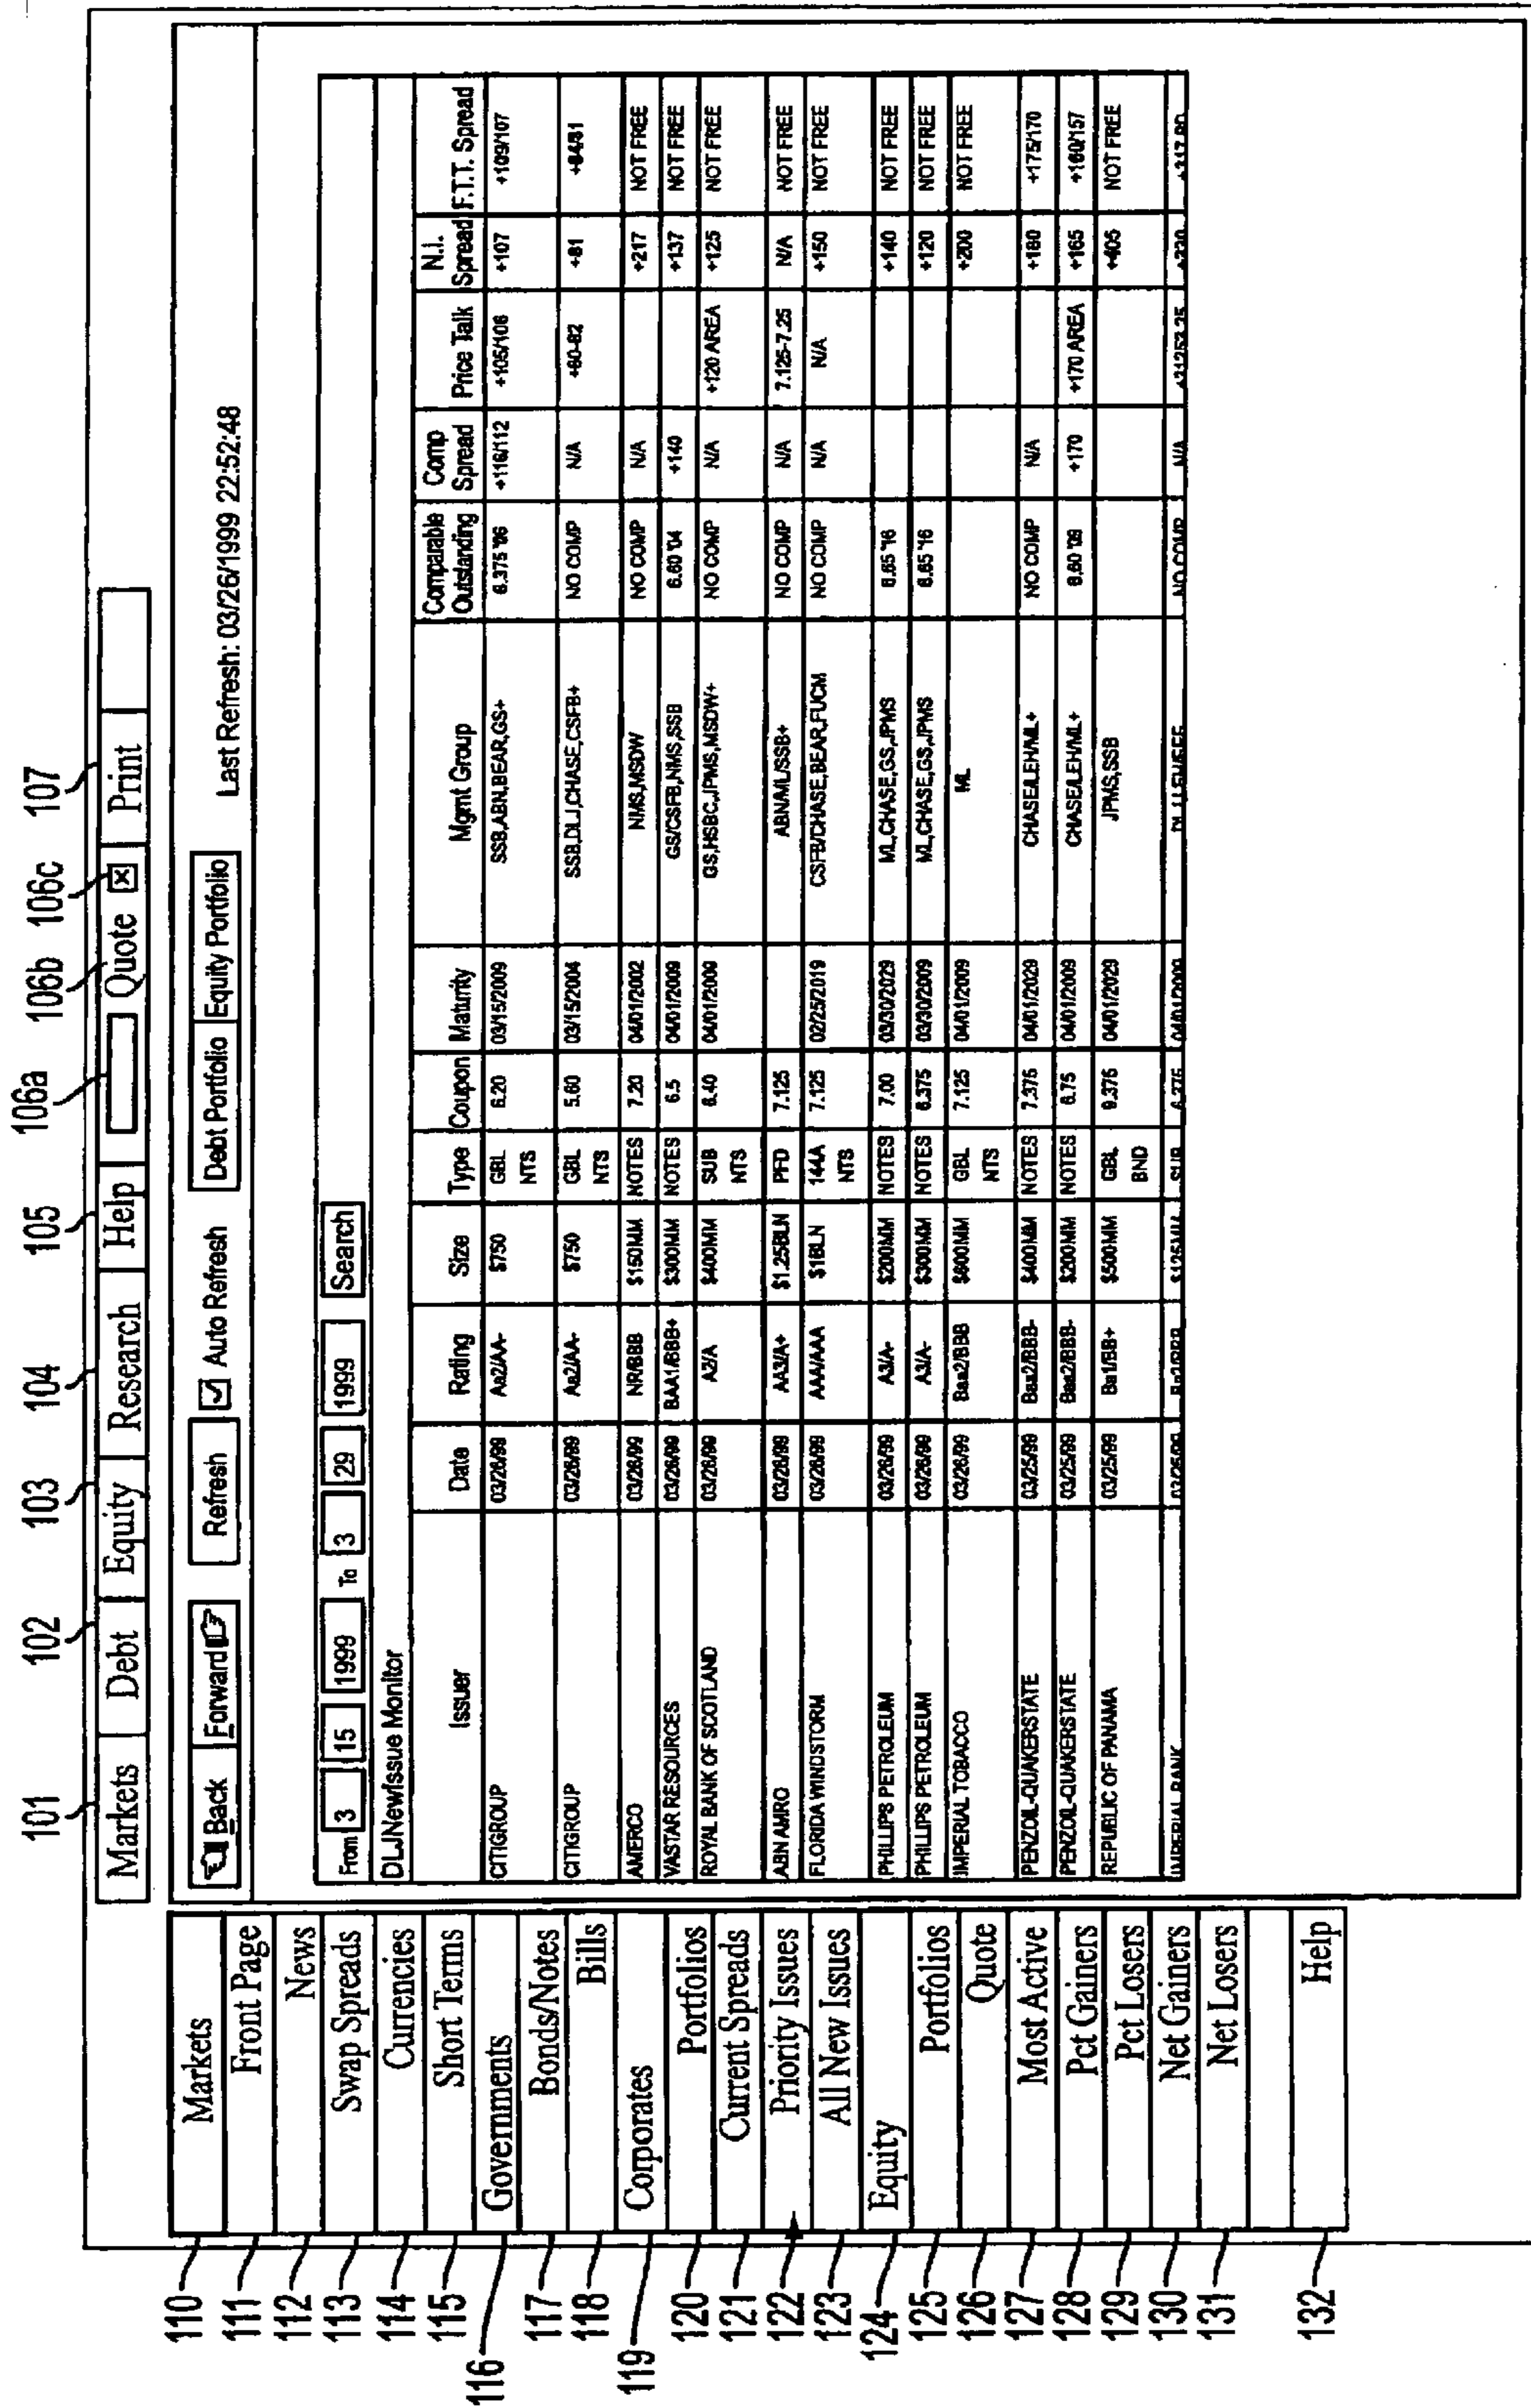 101 102 103 104 105 106a 106b 106c 107
Markets Debt Equity Research Help Quote Print
Back Forward Refresh Auto Refresh Debt Portfolio Equity Portfolio Last Refresh: 03/26/1999 22:52:48
From 3 15 1999 To 3 29 1999 Search
DLJNewIssue Monitor
Issuer Date Rating Size Type Coupon Maturity Mgmt Group Comparable Outstanding Comp Spread Price Talk N.I. Spread F.T.T. Spread
CITIGROUP 03/26/99 Aa2/AA- $750 GBL NTS 6.20 03/15/2009 SSB,ABN,BEAR,GS+ 6.375 '06 +116/112 +105/106 +107 +109/107
CITIGROUP 03/26/99 Aa2/AA- $750 GBL NTS 5.60 03/15/2004 SSB,DLJ,CHASE,CSFB+ NO COMP N/A +80-82 +81 +84/81
AMERCO 03/26/99 NR/BBB $150MM NOTES 7.20 04/01/2002 NMS,MSDW NO COMP N/A +217 NOT FREE
VASTAR RESOURCES 03/26/99 BAA1/BBB+ $300MM NOTES 6.5 04/01/2009 GS/CSFB,NMS,SSB 6.60 '04 +140 +137 NOT FREE
ROYAL BANK OF SCOTLAND 03/26/99 A2/A $400MM SUB NTS 6.40 04/01/2009 GS,HSBC,JPMS,MSDW+ NO COMP N/A +120 AREA +125 NOT FREE
ABN AMRO 03/26/99 AA3/A+ $1.25BLN PFD 7.125 ABN/ML/SSB+ NO COMP N/A 7.125-7.25 N/A NOT FREE
FLORIDA WINDSTORM 03/26/99 AAA/AAA $1BLN 144A NTS 7.125 02/25/2019 CSFB/CHASE,BEAR,FUCM NO COMP N/A N/A +150 NOT FREE
PHILLIPS PETROLEUM 03/26/99 A3/A- $200MM NOTES 7.00 03/30/2029 ML,CHASE,GS,JPMS 6.65 '16 +140 NOT FREE
PHILLIPS PETROLEUM 03/26/99 A3/A- $300MM NOTES 6.375 03/30/2009 ML,CHASE,GS,JPMS 6.65 '16 +120 NOT FREE
IMPERIAL TOBACCO 03/26/99 Baa2/BBB $600MM GBL NTS 7.125 04/01/2009 ML +200 NOT FREE
PENZOIL-QUAKERSTATE 03/25/99 Baa2/BBB- $400MM NOTES 7.375 04/01/2029 CHASE/LEH/ML+ NO COMP N/A +180 +175/170
PENZOIL-QUAKERSTATE 03/25/99 Baa2/BBB- $200MM NOTES 6.75 04/01/2009 CHASE/LEH/ML+ 6.60 '09 +170 +170 AREA +165 +160/157
REPUBLIC OF PANAMA 03/25/99 Ba1/BB+ $500MM GBL BND 9.375 04/01/2029 JPMS,SSB +405 NOT FREE
IMPERIAL BANK 03/25/99 $125MM SUB 04/01/2009 NO COMP N/A
110 Markets
111 Front Page
112 News
113 Swap Spreads
114 Currencies
115 Short Terms
116 Governments
117 Bonds/Notes
118 Bills
119 Corporates
120 Portfolios
121 Current Spreads
122 Priority Issues
123 All New Issues
124 Equity
125 Portfolios
126 Quote
127 Most Active
128 Pct Gainers
129 Pct Losers
130 Net Gainers
131 Net Losers
132 Help